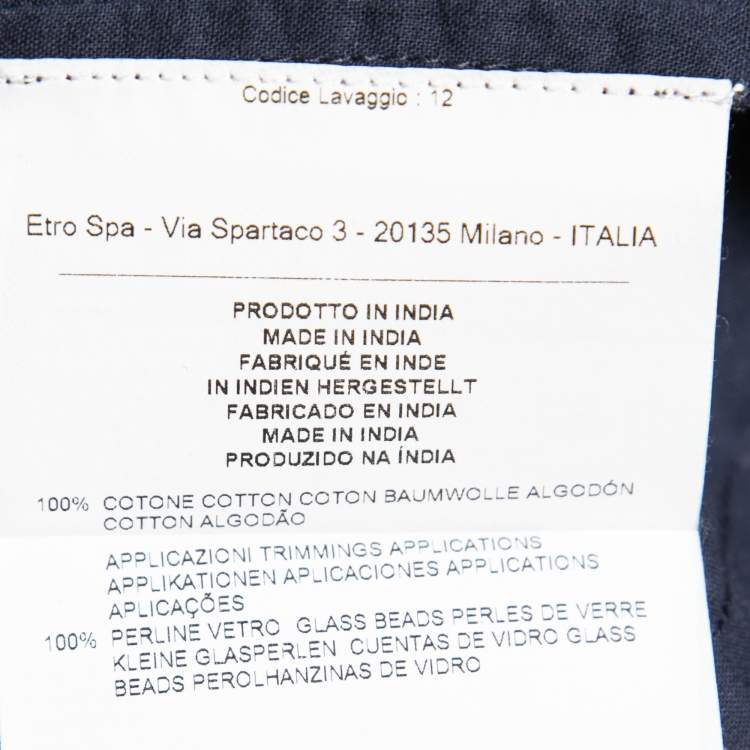 Codice Lavaggio : 12
Etro Spa - Via Spartaco 3 - 20135 Milano - ITALIA
PRODOTTO IN INDIA
MADE IN INDIA
FABRIQUÉ EN INDE
IN INDIEN HERGESTELLT
FABRICADO EN INDIA
MADE IN INDIA
PRODUZIDO NA ÍNDIA
100% COTONE COTTON COTON BAUMWOLLE ALGODÓN
COTTON ALGODÃO
APPLICAZIONI TRIMMINGS APPLICATIONS
APPLIKATIONEN APLICACIONES APPLICATIONS
APLICAÇÕES
100% PERLINE VETRO GLASS BEADS PERLES DE VERRE
KLEINE GLASPERLEN CUENTAS DE VIDRO GLASS
BEADS PEROLHANZINAS DE VIDRO